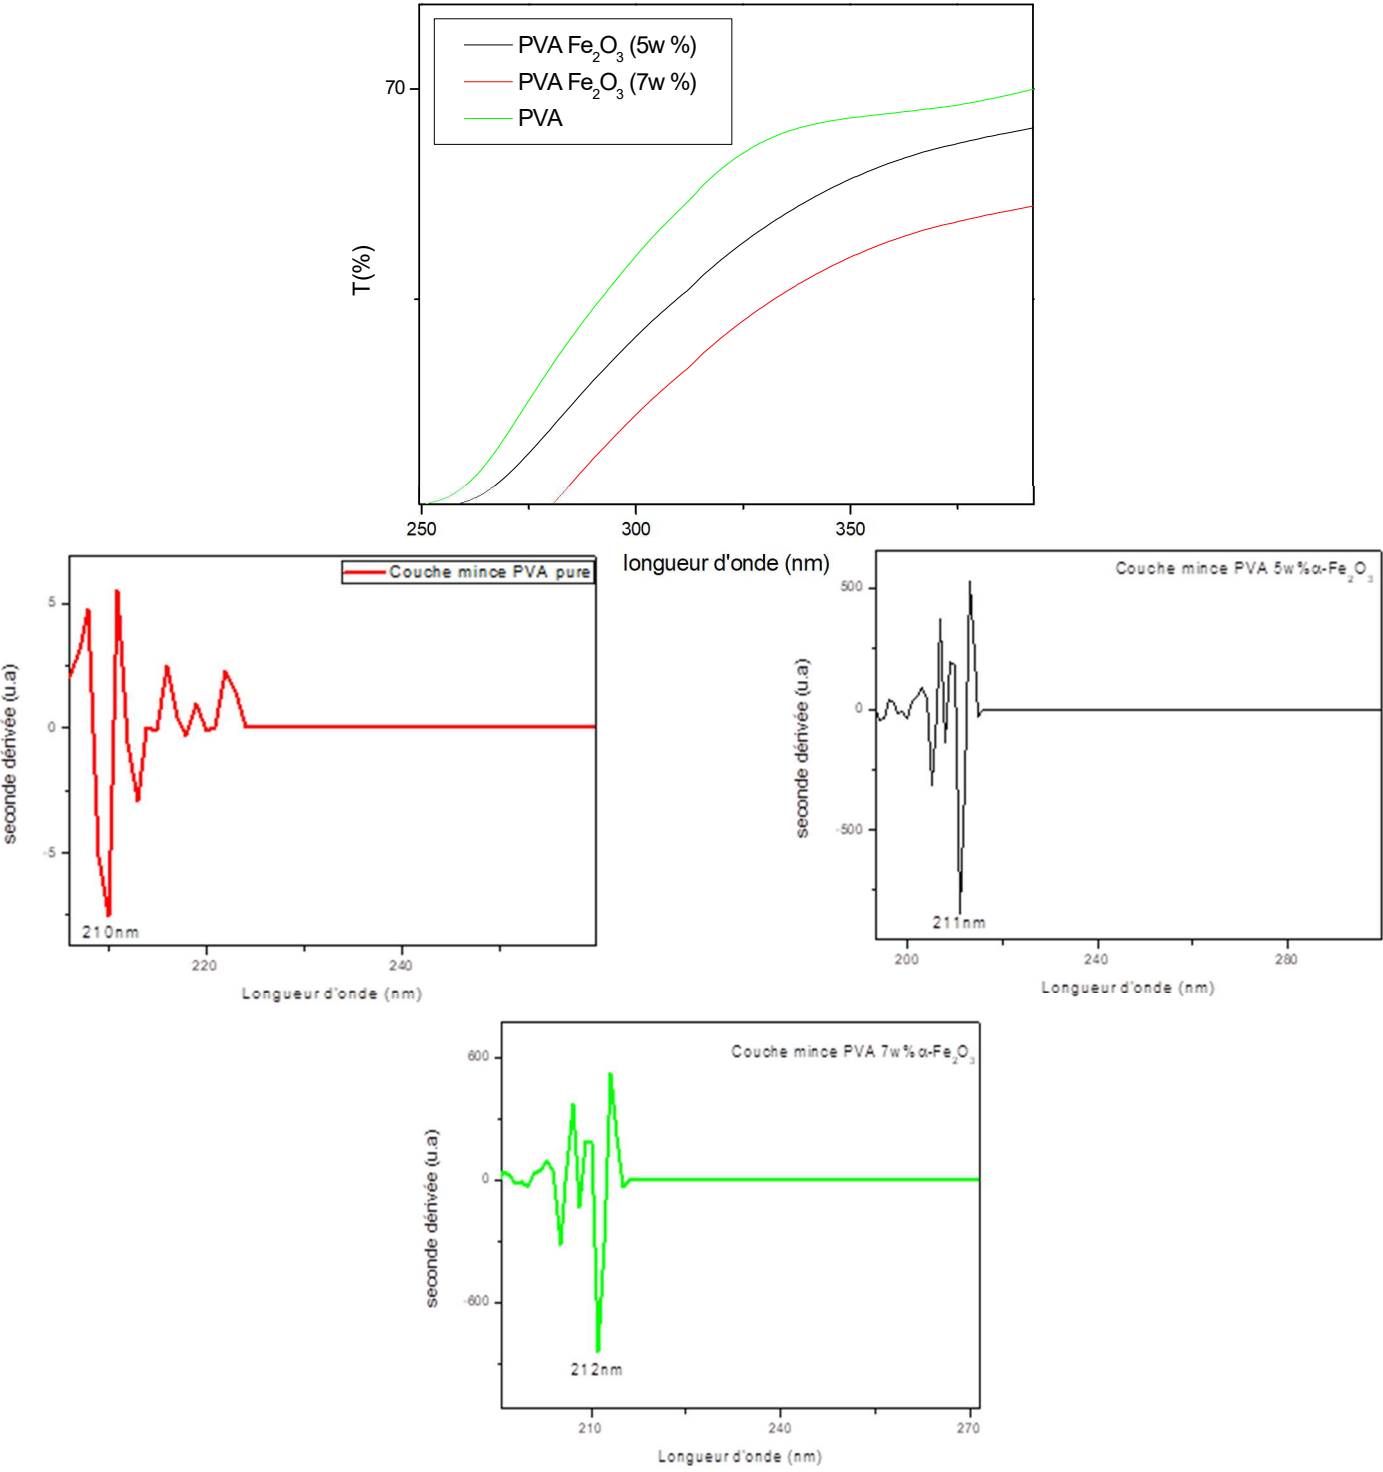 PVA Fe₂O₃ (5w %)
PVA Fe₂O₃ (7w %)
PVA
70
T(%)
250 300 350
longueur d'onde (nm)
Couche mince PVA pure
5
0
-5
seconde dérivée (u.a)
210nm
220 240
Longueur d'onde (nm)
Couche mince PVA 5w%α-Fe₂O₃
500
0
-500
seconde dérivée (u.a)
211nm
200 240 280
Longueur d'onde (nm)
Couche mince PVA 7w%α-Fe₂O₃
600
0
-600
seconde dérivée (u.a)
212nm
210 240 270
Longueur d'onde (nm)